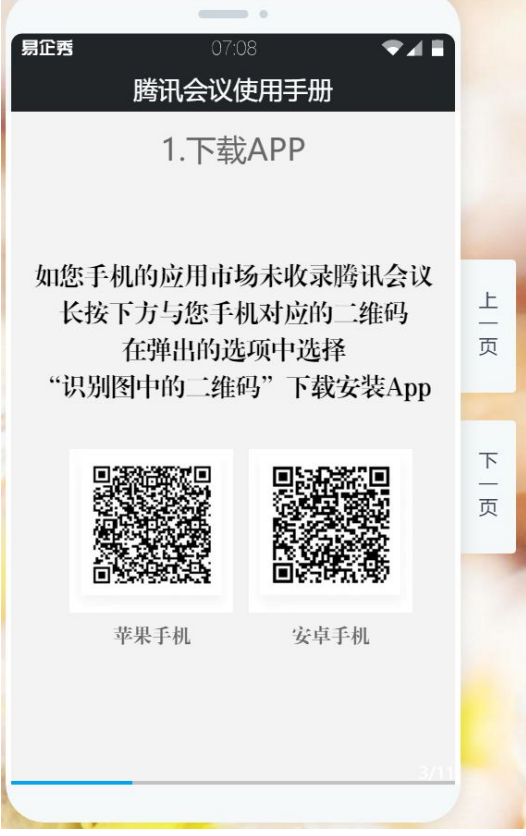 易企秀
07:08
腾讯会议使用手册
1.下载APP
如您手机的应用市场未收录腾讯会议
长按下方与您手机对应的二维码
在弹出的选项中选择
“识别图中的二维码”下载安装App
苹果手机
安卓手机
3/11
上一页
下一页